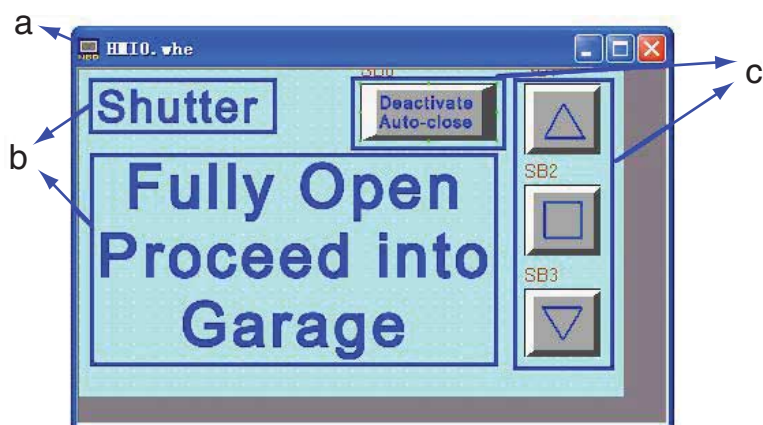 a
HMI0.whe
c
b
Shutter
Deactivate
Auto-close
Fully Open
Proceed into
Garage
SB2
SB3